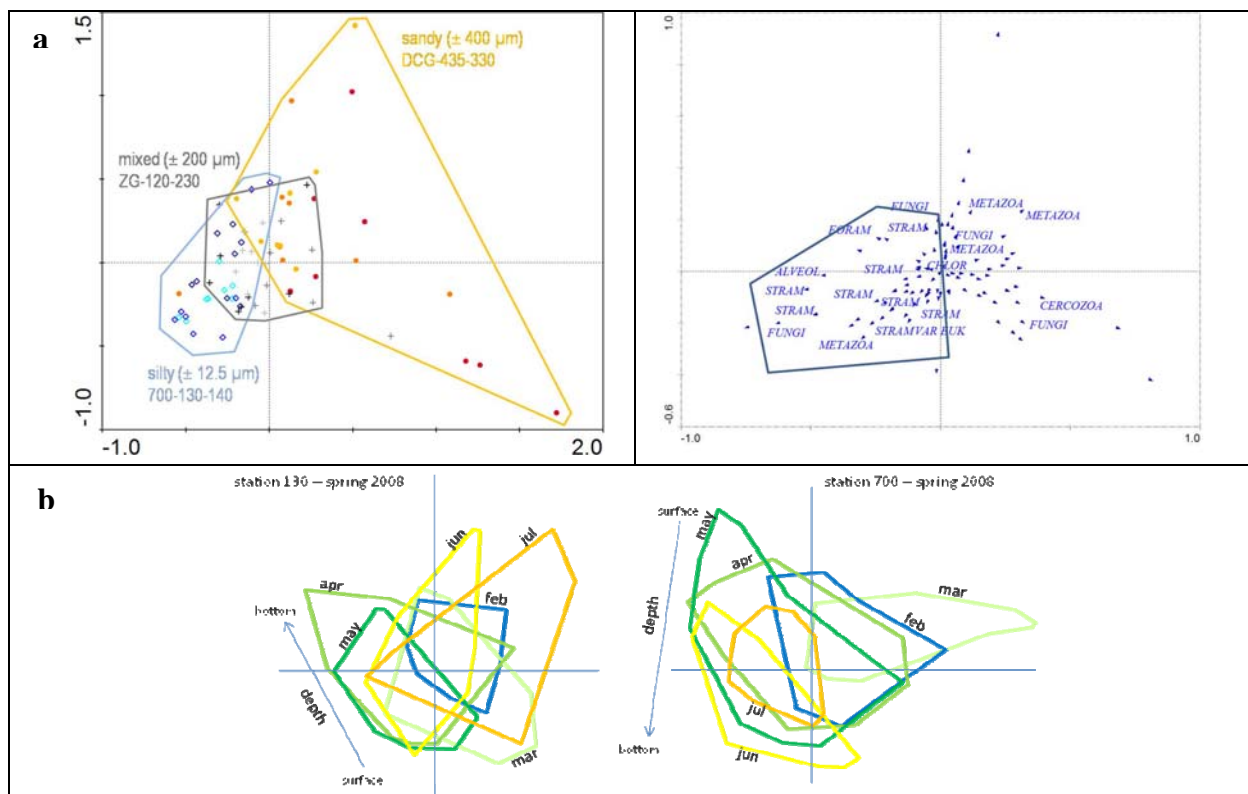 a
1.5
-1.0
-1.0
2.0
sandy (± 400 µm)
DCG-435-330
mixed (± 200 µm)
ZG-120-230
silty (± 12.5 µm)
700-130-140
1.0
-0.6
-1.0
1.0
FUNGI
METAZOA
METAZOA
FORAM
STRAM
FUNGI
METAZOA
ALVEOL
STRAM
CHLOR
STRAM
STRAM
STRAM
CERCOZOA
STRAM
STRAM
FUNGI
FUNGI
STRAM
VAR EUK
METAZOA
b
station 130 – spring 2008
jun
jul
apr
feb
bottom
may
depth
mar
surface
station 700 – spring 2008
surface
may
apr
mar
feb
depth
jul
bottom
jun